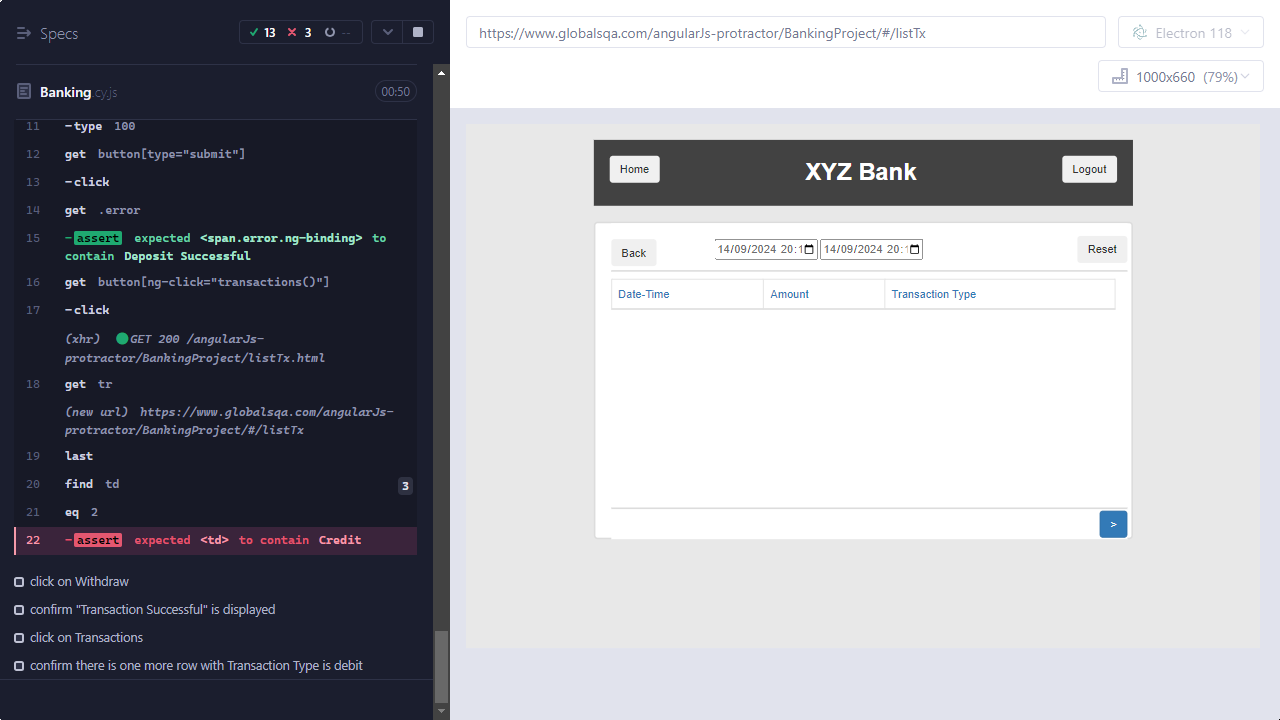 Specs
13
3
--
Banking.cy.js
00:50
11 -type 100
12 get button[type="submit"]
13 -click
14 get .error
15 -assert expected <span.error.ng-binding> to
contain Deposit Successful
16 get button[ng-click="transactions()"]
17 -click
(xhr) GET 200 /angularJs-
protractor/BankingProject/listTx.html
18 get tr
(new url) https://www.globalsqa.com/angularJs-
protractor/BankingProject/#/listTx
19 last
20 find td 3
21 eq 2
22 -assert expected <td> to contain Credit
click on Withdraw
confirm "Transaction Successful" is displayed
click on Transactions
confirm there is one more row with Transaction Type is debit
https://www.globalsqa.com/angularJs-protractor/BankingProject/#/listTx
Electron 118
1000x660 (79%)
Home
XYZ Bank
Logout
Back
14/09/2024 20:1
14/09/2024 20:1
Reset
Date-Time
Amount
Transaction Type
>